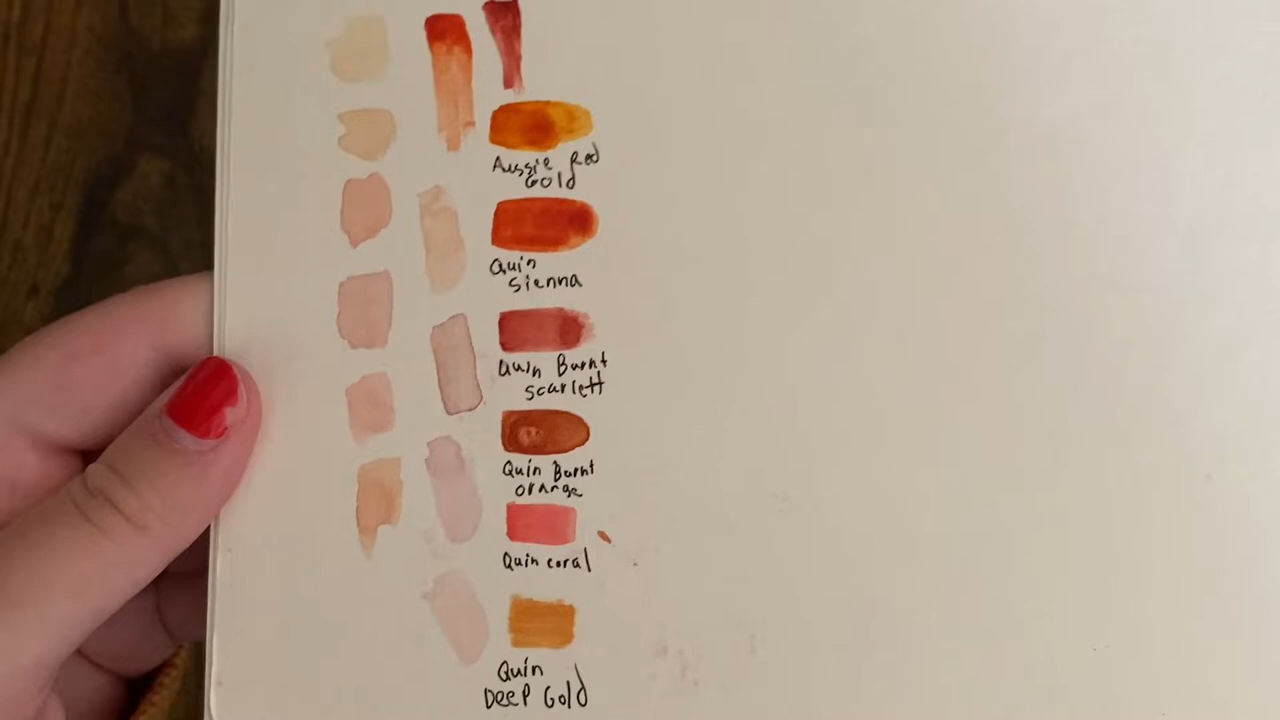 Aussie Red
Gold
Quin
Sienna
Quin Burnt
Scarlett
Quin Burnt
orange
Quin coral
Quin
Deep Gold